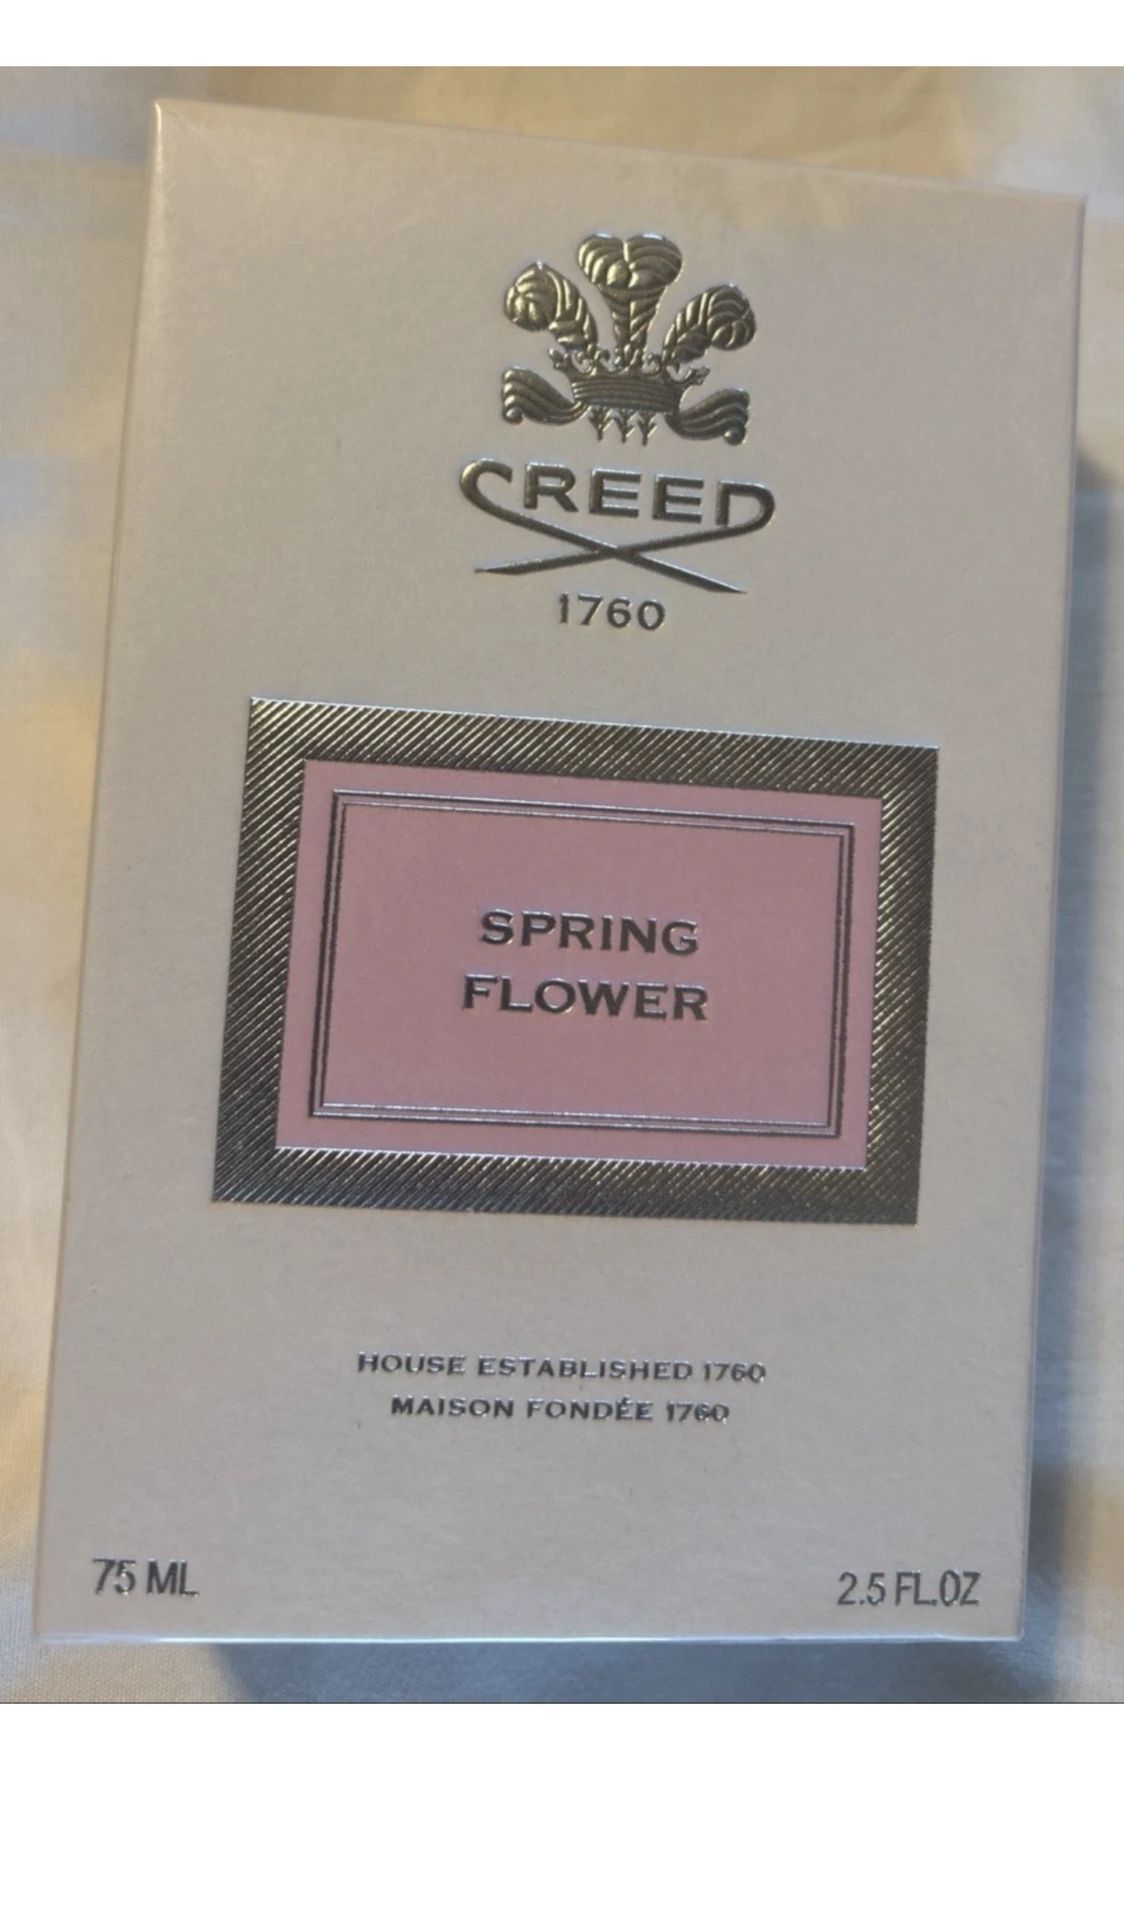 CREED
1760
SPRING
FLOWER
HOUSE ESTABLISHED 1760
MAISON FONDÉE 1760
75 ML
2.5 FL.OZ